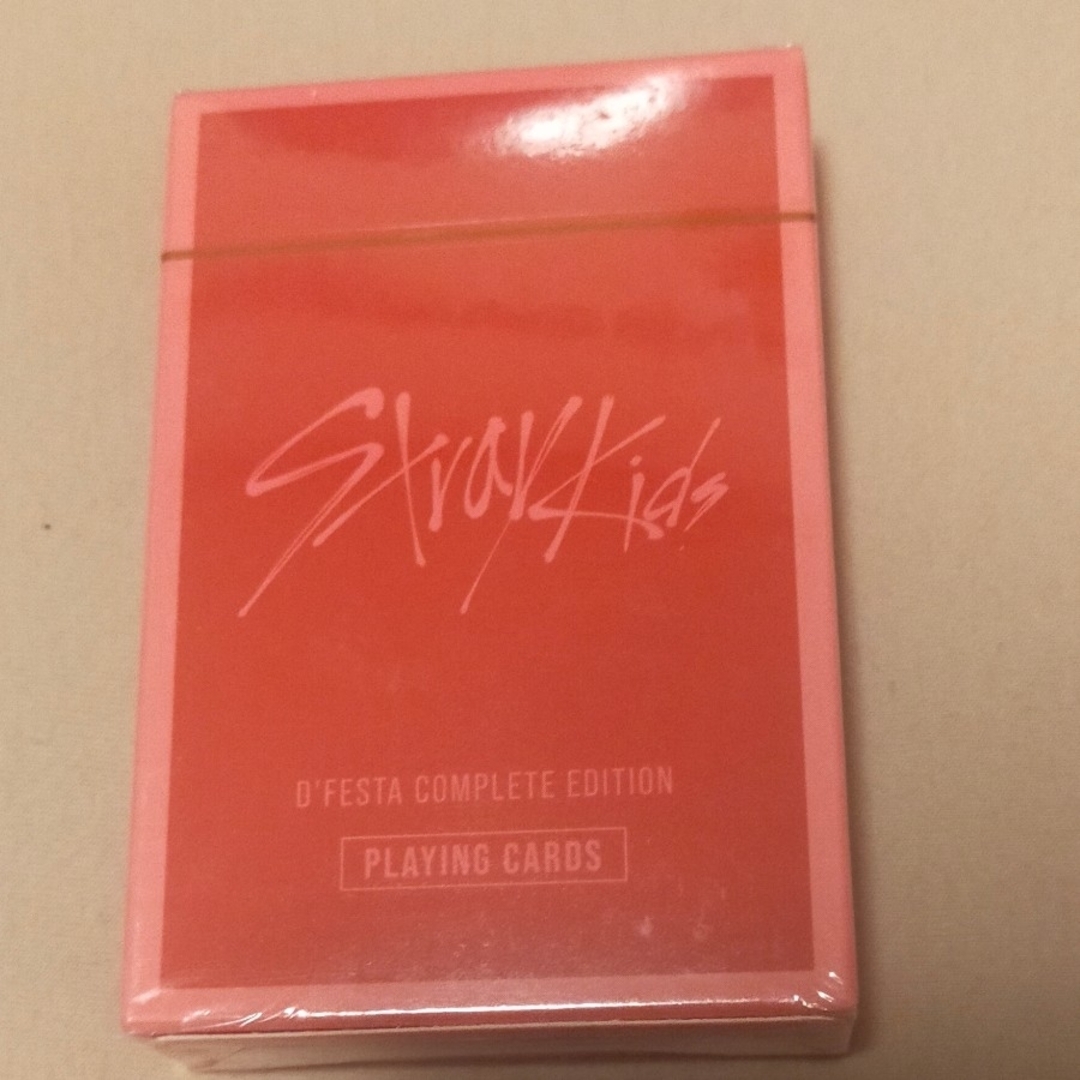 Stray Kids
D'FESTA COMPLETE EDITION
PLAYING CARDS